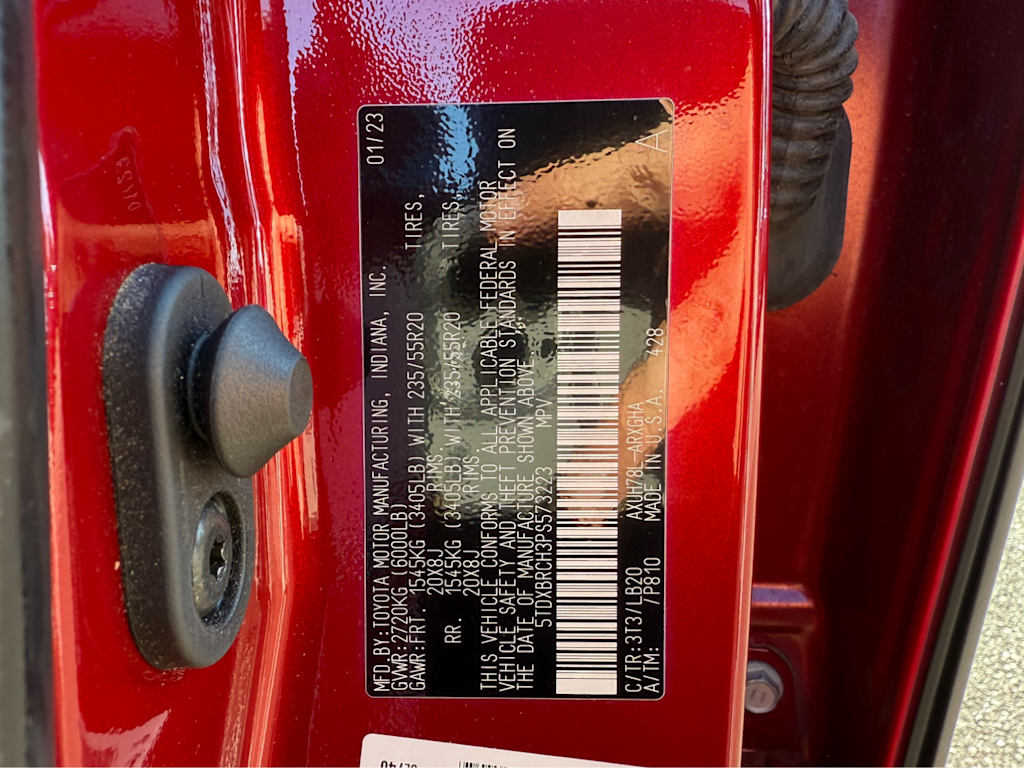 MFD.BY:TOYOTA MOTOR MANUFACTURING, INDIANA, INC. 01/23
GVWR:2720KG (6000LB)
GAWR:FRT. 1545KG (3405LB) WITH 235/55R20 TIRES,
20X8J RIMS.
RR. 1545KG (3405LB) WITH 235/55R20 TIRES,
20X8J RIMS.
THIS VEHICLE CONFORMS TO ALL APPLICABLE FEDERAL MOTOR
VEHICLE SAFETY AND THEFT PREVENTION STANDARDS IN EFFECT ON
THE DATE OF MANUFACTURE SHOWN ABOVE.
5TDXBRCH3PS573223 MPV
C/TR:3T3/LB20 AXUH78L-ARXGHA 428
A/TM: /P810 MADE IN U.S.A. A